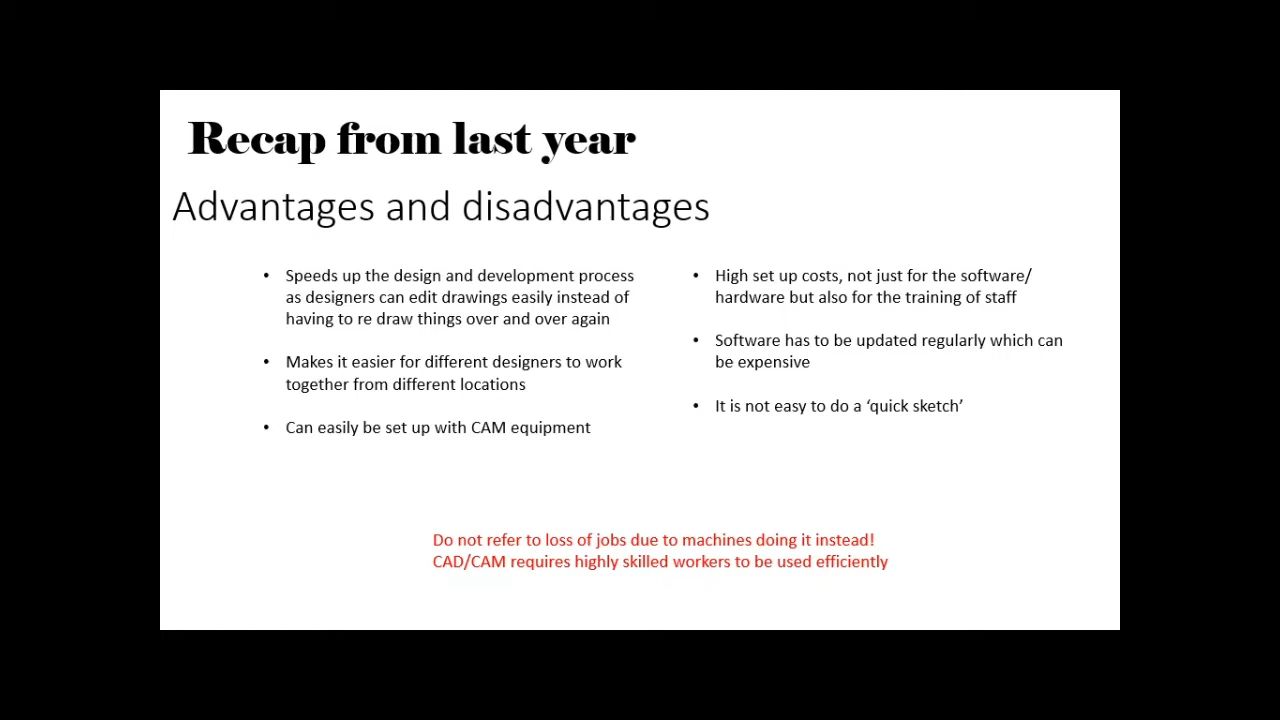 Recap from last year
Advantages and disadvantages
• Speeds up the design and development process
as designers can edit drawings easily instead of
having to re draw things over and over again
• Makes it easier for different designers to work
together from different locations
• Can easily be set up with CAM equipment
• High set up costs, not just for the software/
hardware but also for the training of staff
• Software has to be updated regularly which can
be expensive
• It is not easy to do a ‘quick sketch’
Do not refer to loss of jobs due to machines doing it instead!
CAD/CAM requires highly skilled workers to be used efficiently